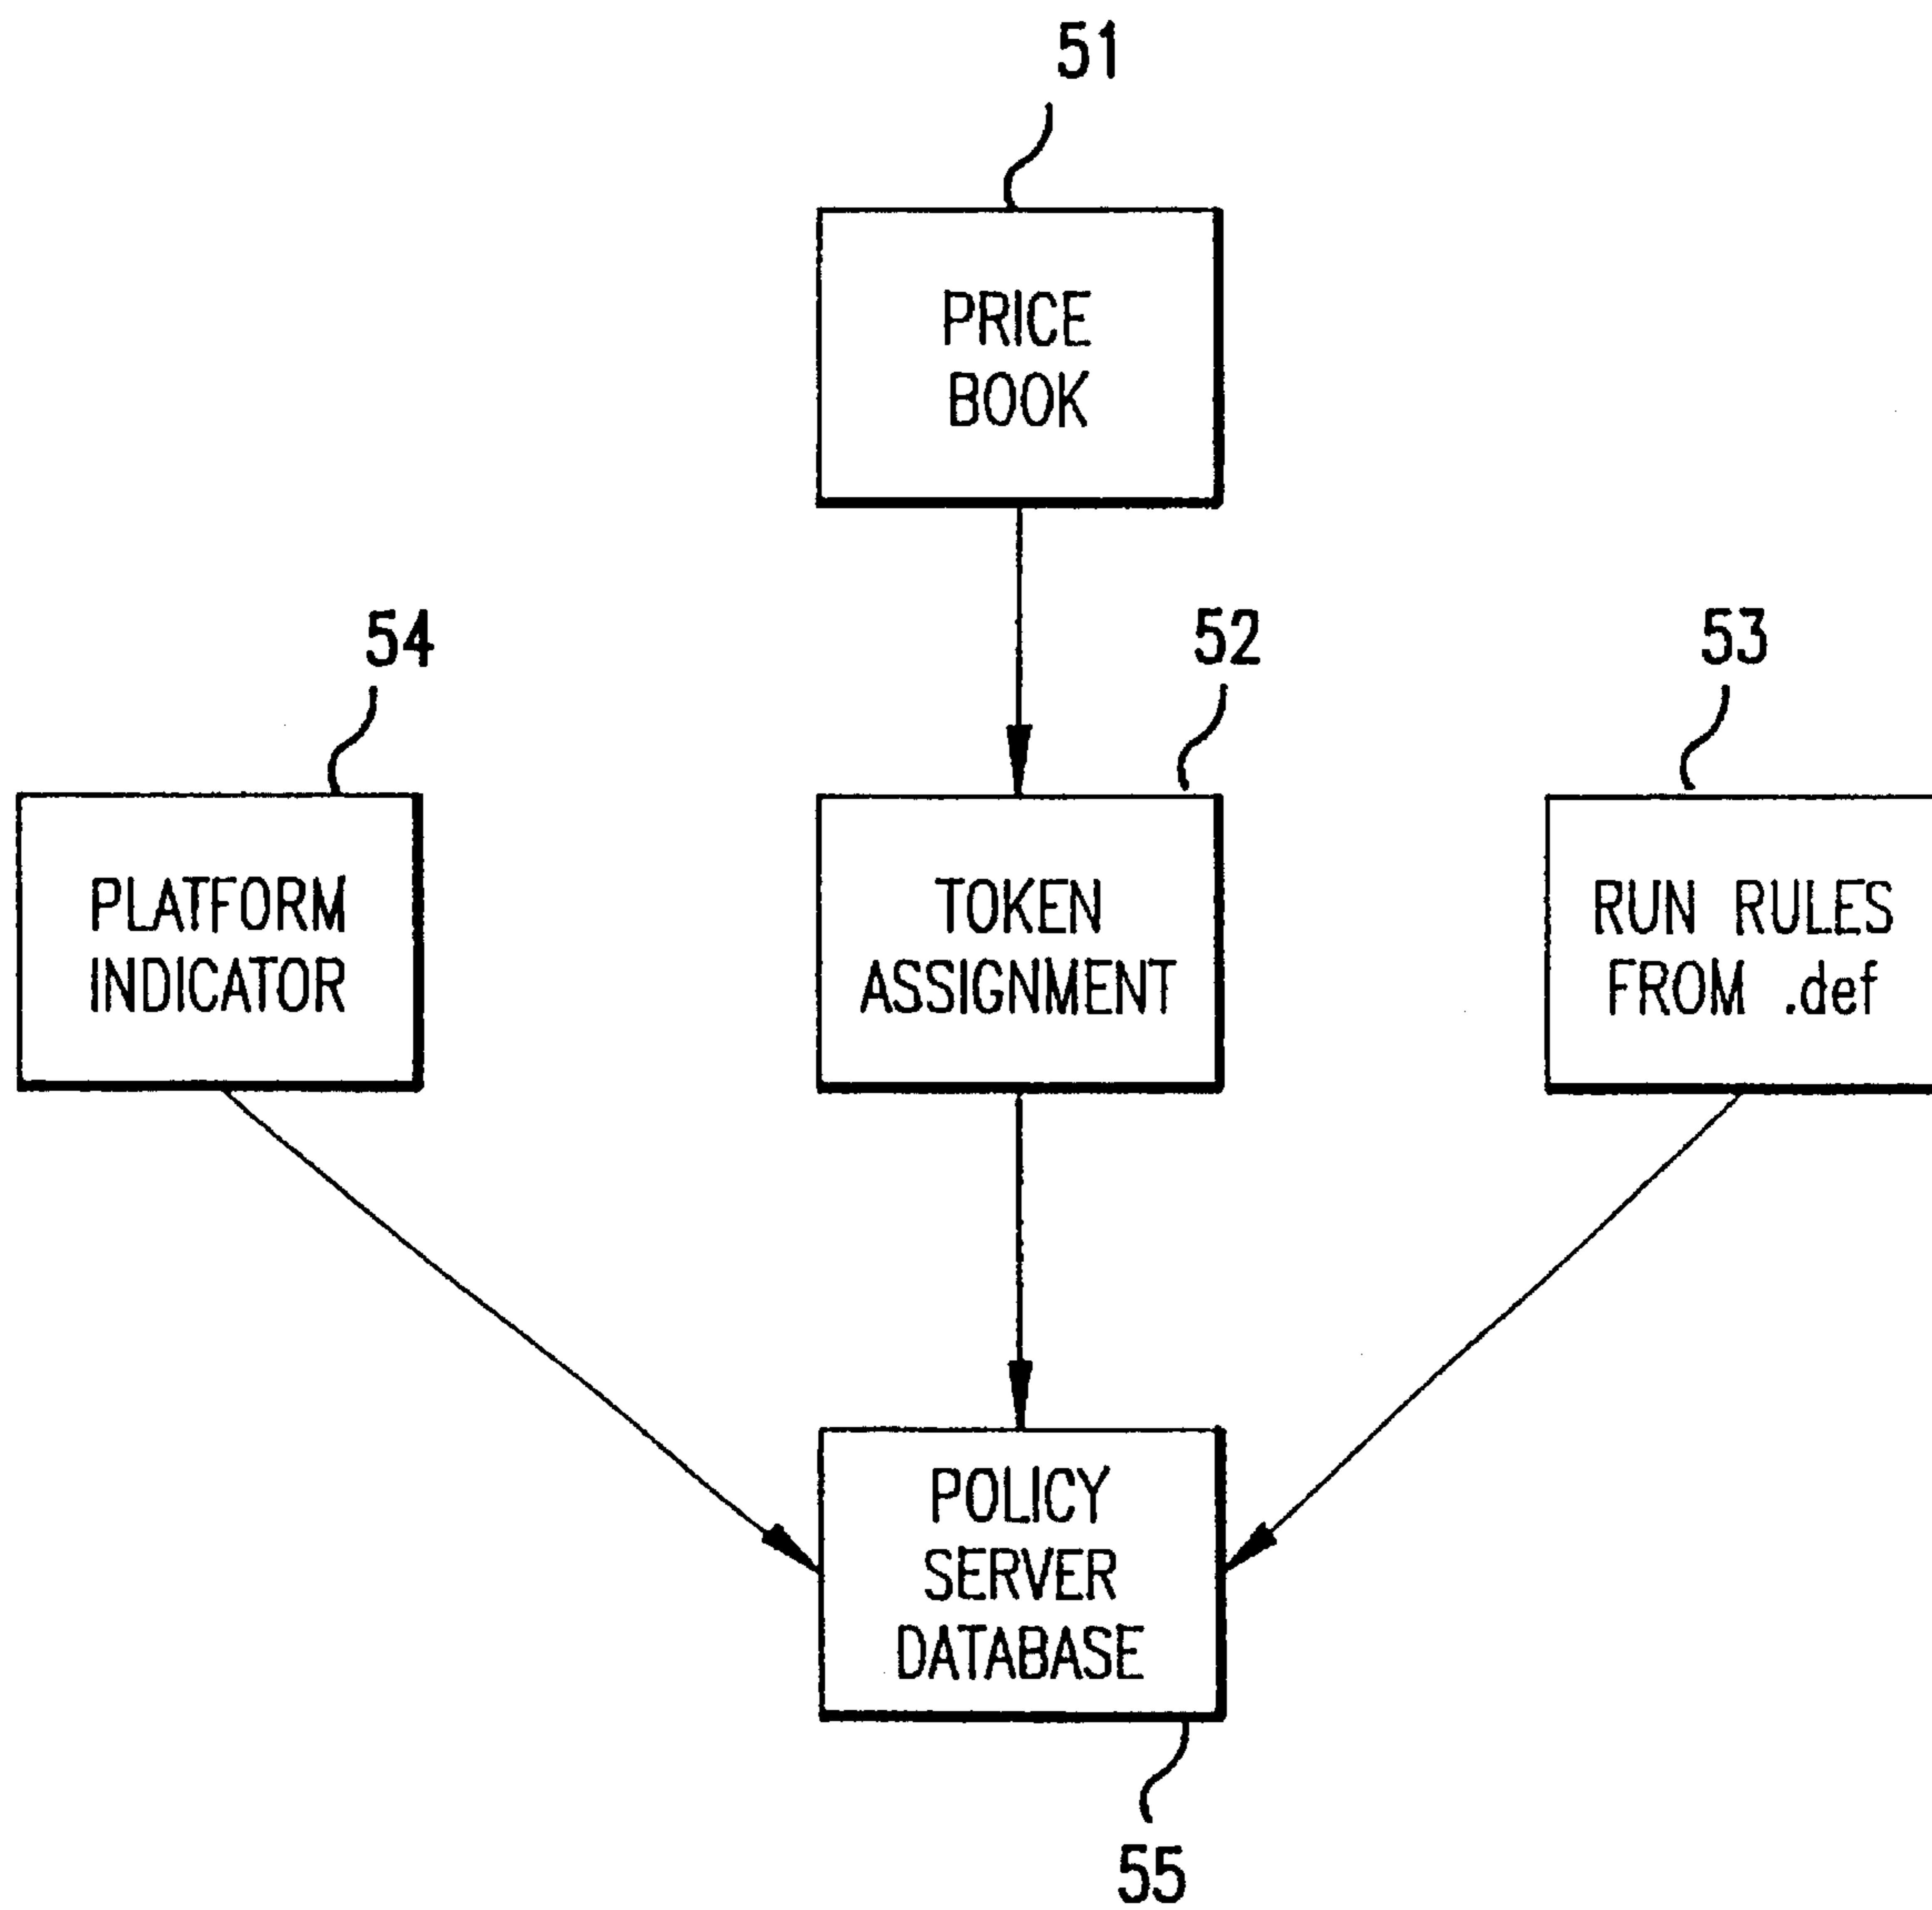 51
PRICE
BOOK
54
52
53
PLATFORM
INDICATOR
TOKEN
ASSIGNMENT
RUN RULES
FROM .def
POLICY
SERVER
DATABASE
55